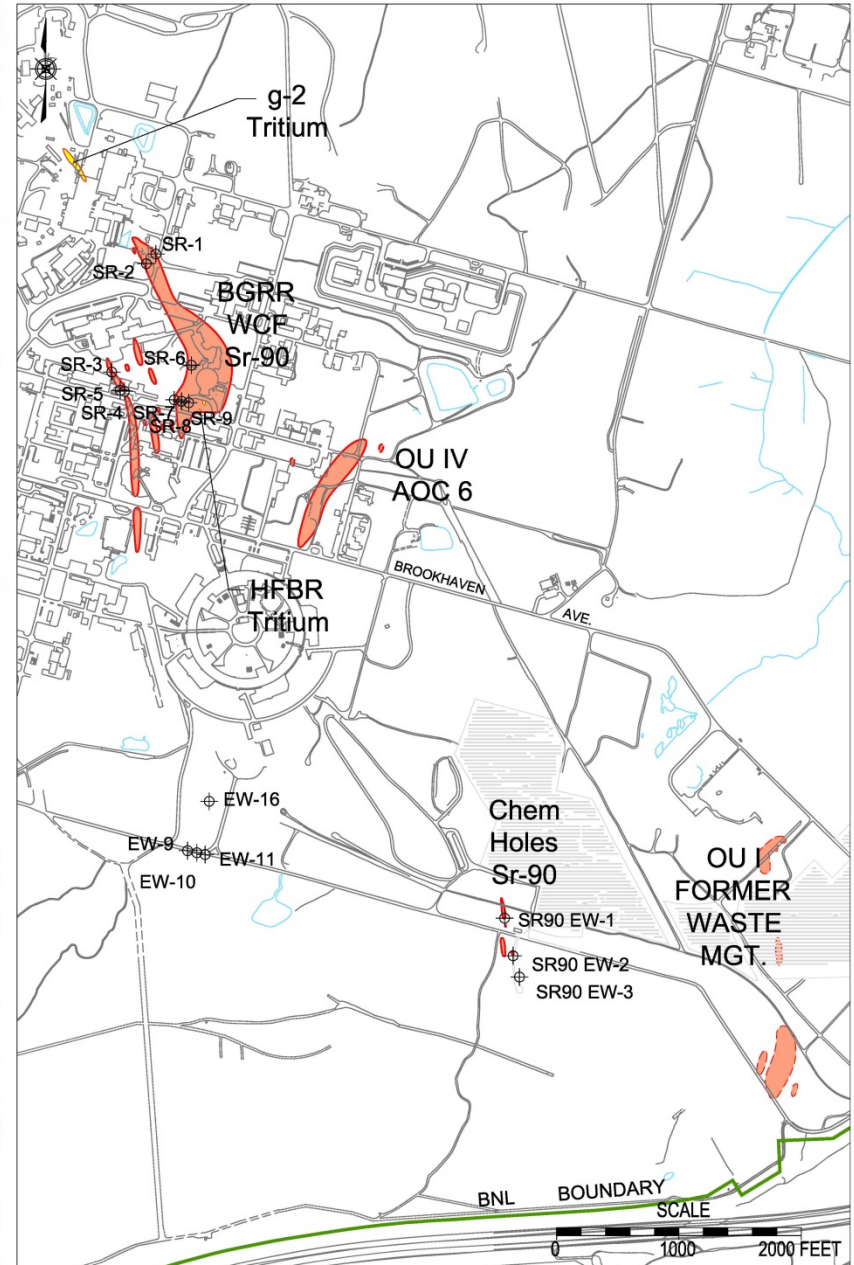 g-2
Tritium
SR-1
SR-2
BGRR
WCF
Sr-90
SR-6
SR-3
SR-5
SR-4
SR-7
SR-8
SR-9
OU IV
AOC 6
BROOKHAVEN
AVE.
HFBR
Tritium
EW-16
EW-9
EW-11
EW-10
Chem
Holes
Sr-90
SR90 EW-1
SR90 EW-2
SR90 EW-3
OU I
FORMER
WASTE
MGT.
BNL BOUNDARY
SCALE
0 1000 2000 FEET